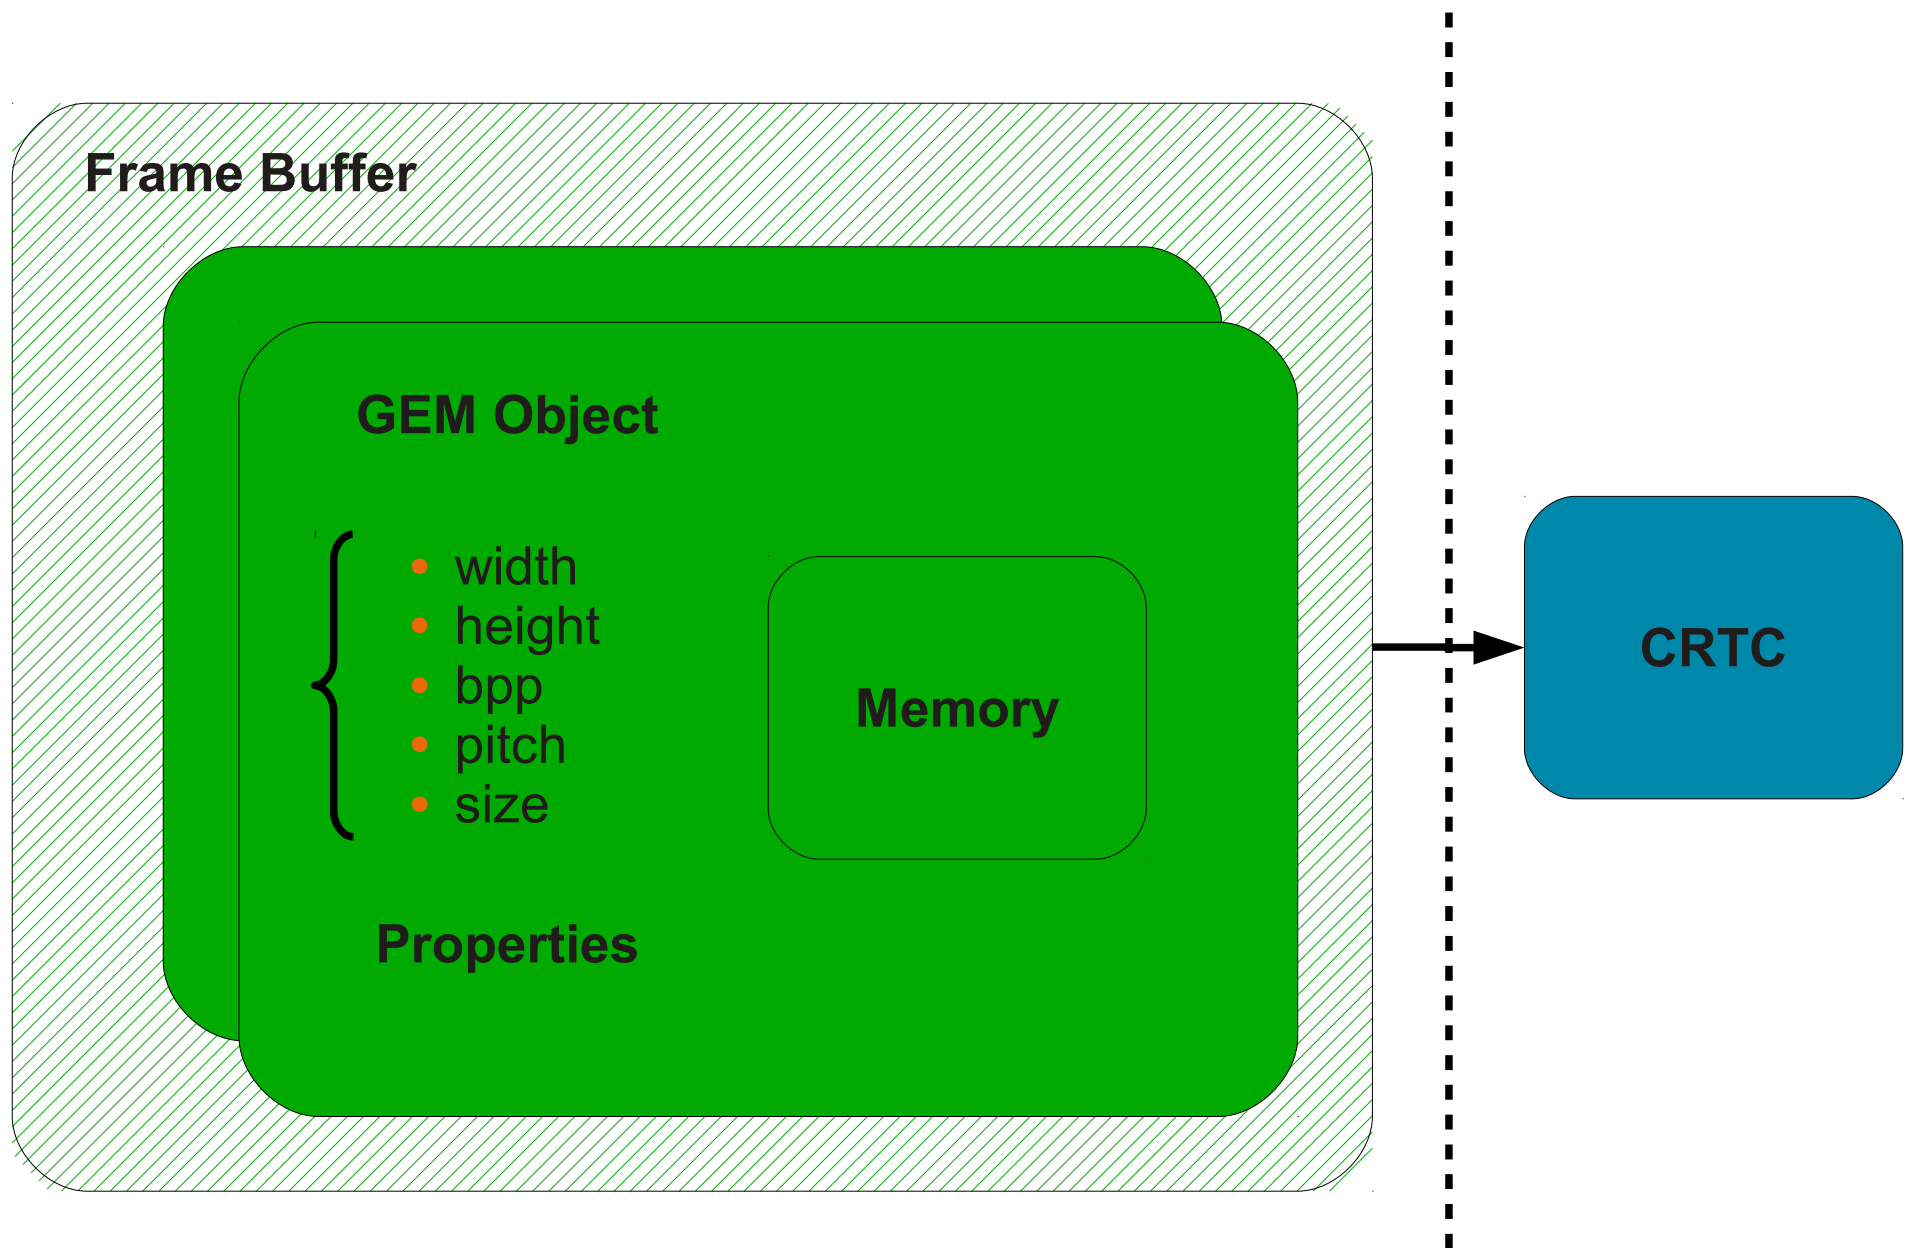 Frame Buffer
GEM Object
width
height
bpp
pitch
size
Memory
Properties
CRTC